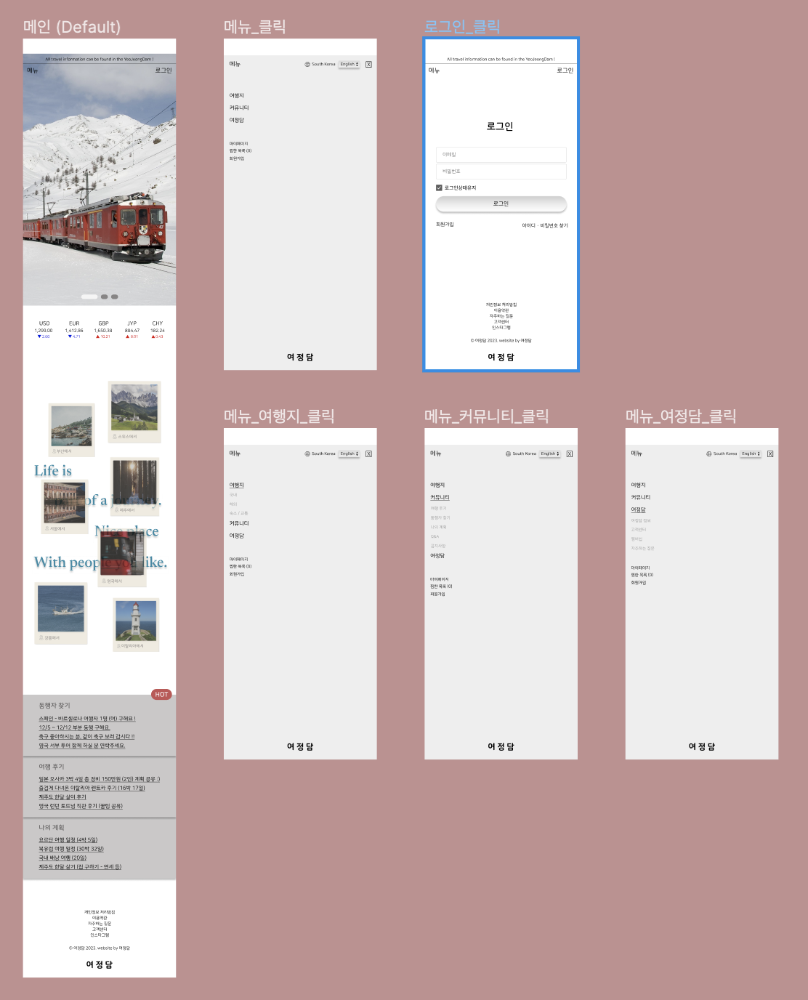 메인 (Default)
All travel information can be found in the YeoJeongDam !
메뉴
로그인
USD
EUR
GBP
JYP
CHY
1,299.00
1,412.86
1,650.38
884.47
182.24
▼2.00
▼4.71
▲10.21
▲8.01
▲0.43
스위스에서
부산에서
Life is
of a journey.
제주에서
서울에서
Nice place
With people you like.
영국에서
강릉에서
이탈리아에서
HOT
동행자 찾기
스페인 - 바르셀로나 여행자 1명 (여) 구해요 !
12/5 ~ 12/12 부분 동행 구해요.
축구 좋아하시는 분, 같이 축구 보러 갑시다 !!
영국 서부 투어 함께 하실 분 연락주세요.
여행 후기
일본 오사카 3박 4일 총 경비 '150만원 (2인) 계획 공유 :)
즐겁게 다녀온 이탈리아 렌트카 후기 (16박 17일)
제주도 한달 살이 후기
영국 런던 토트넘 직관 후기 (꿀팁 공유)
나의 계획
요르단 여행 일정 (4박 5일)
북유럽 여행 일정 (30박 32일)
국내 배낭 여행 (20일)
제주도 한달 살기 (집 구하기 - 연세 등)
개인정보 처리방침
이용약관
자주하는 질문
고객센터
인스타그램
© 여정담 2023. website by 여정담
여정담
메뉴_클릭
메뉴
South Korea
English
X
여행지
커뮤니티
여정담
마이페이지
찜한 목록 (0)
회원가입
여정담
로그인_클릭
All travel information can be found in the YeoJeongDam !
메뉴
로그인
로그인
이메일
비밀번호
로그인상태유지
로그인
회원가입
아이디 · 비밀번호 찾기
개인정보 처리방침
이용약관
자주하는 질문
고객센터
인스타그램
© 여정담 2023. website by 여정담
여정담
메뉴_여행지_클릭
메뉴
South Korea
English
X
여행지
국내
해외
숙소 / 교통
커뮤니티
여정담
마이페이지
찜한 목록 (0)
회원가입
여정담
메뉴_커뮤니티_클릭
메뉴
South Korea
English
X
여행지
커뮤니티
여행 후기
동행자 찾기
나의 계획
Q&A
공지사항
여정담
마이페이지
찜한 목록 (0)
회원가입
여정담
메뉴_여정담_클릭
메뉴
South Korea
English
X
여행지
커뮤니티
여정담
여정담 정보
고객센터
멤버쉽
자주하는 질문
마이페이지
찜한 목록 (0)
회원가입
여정담